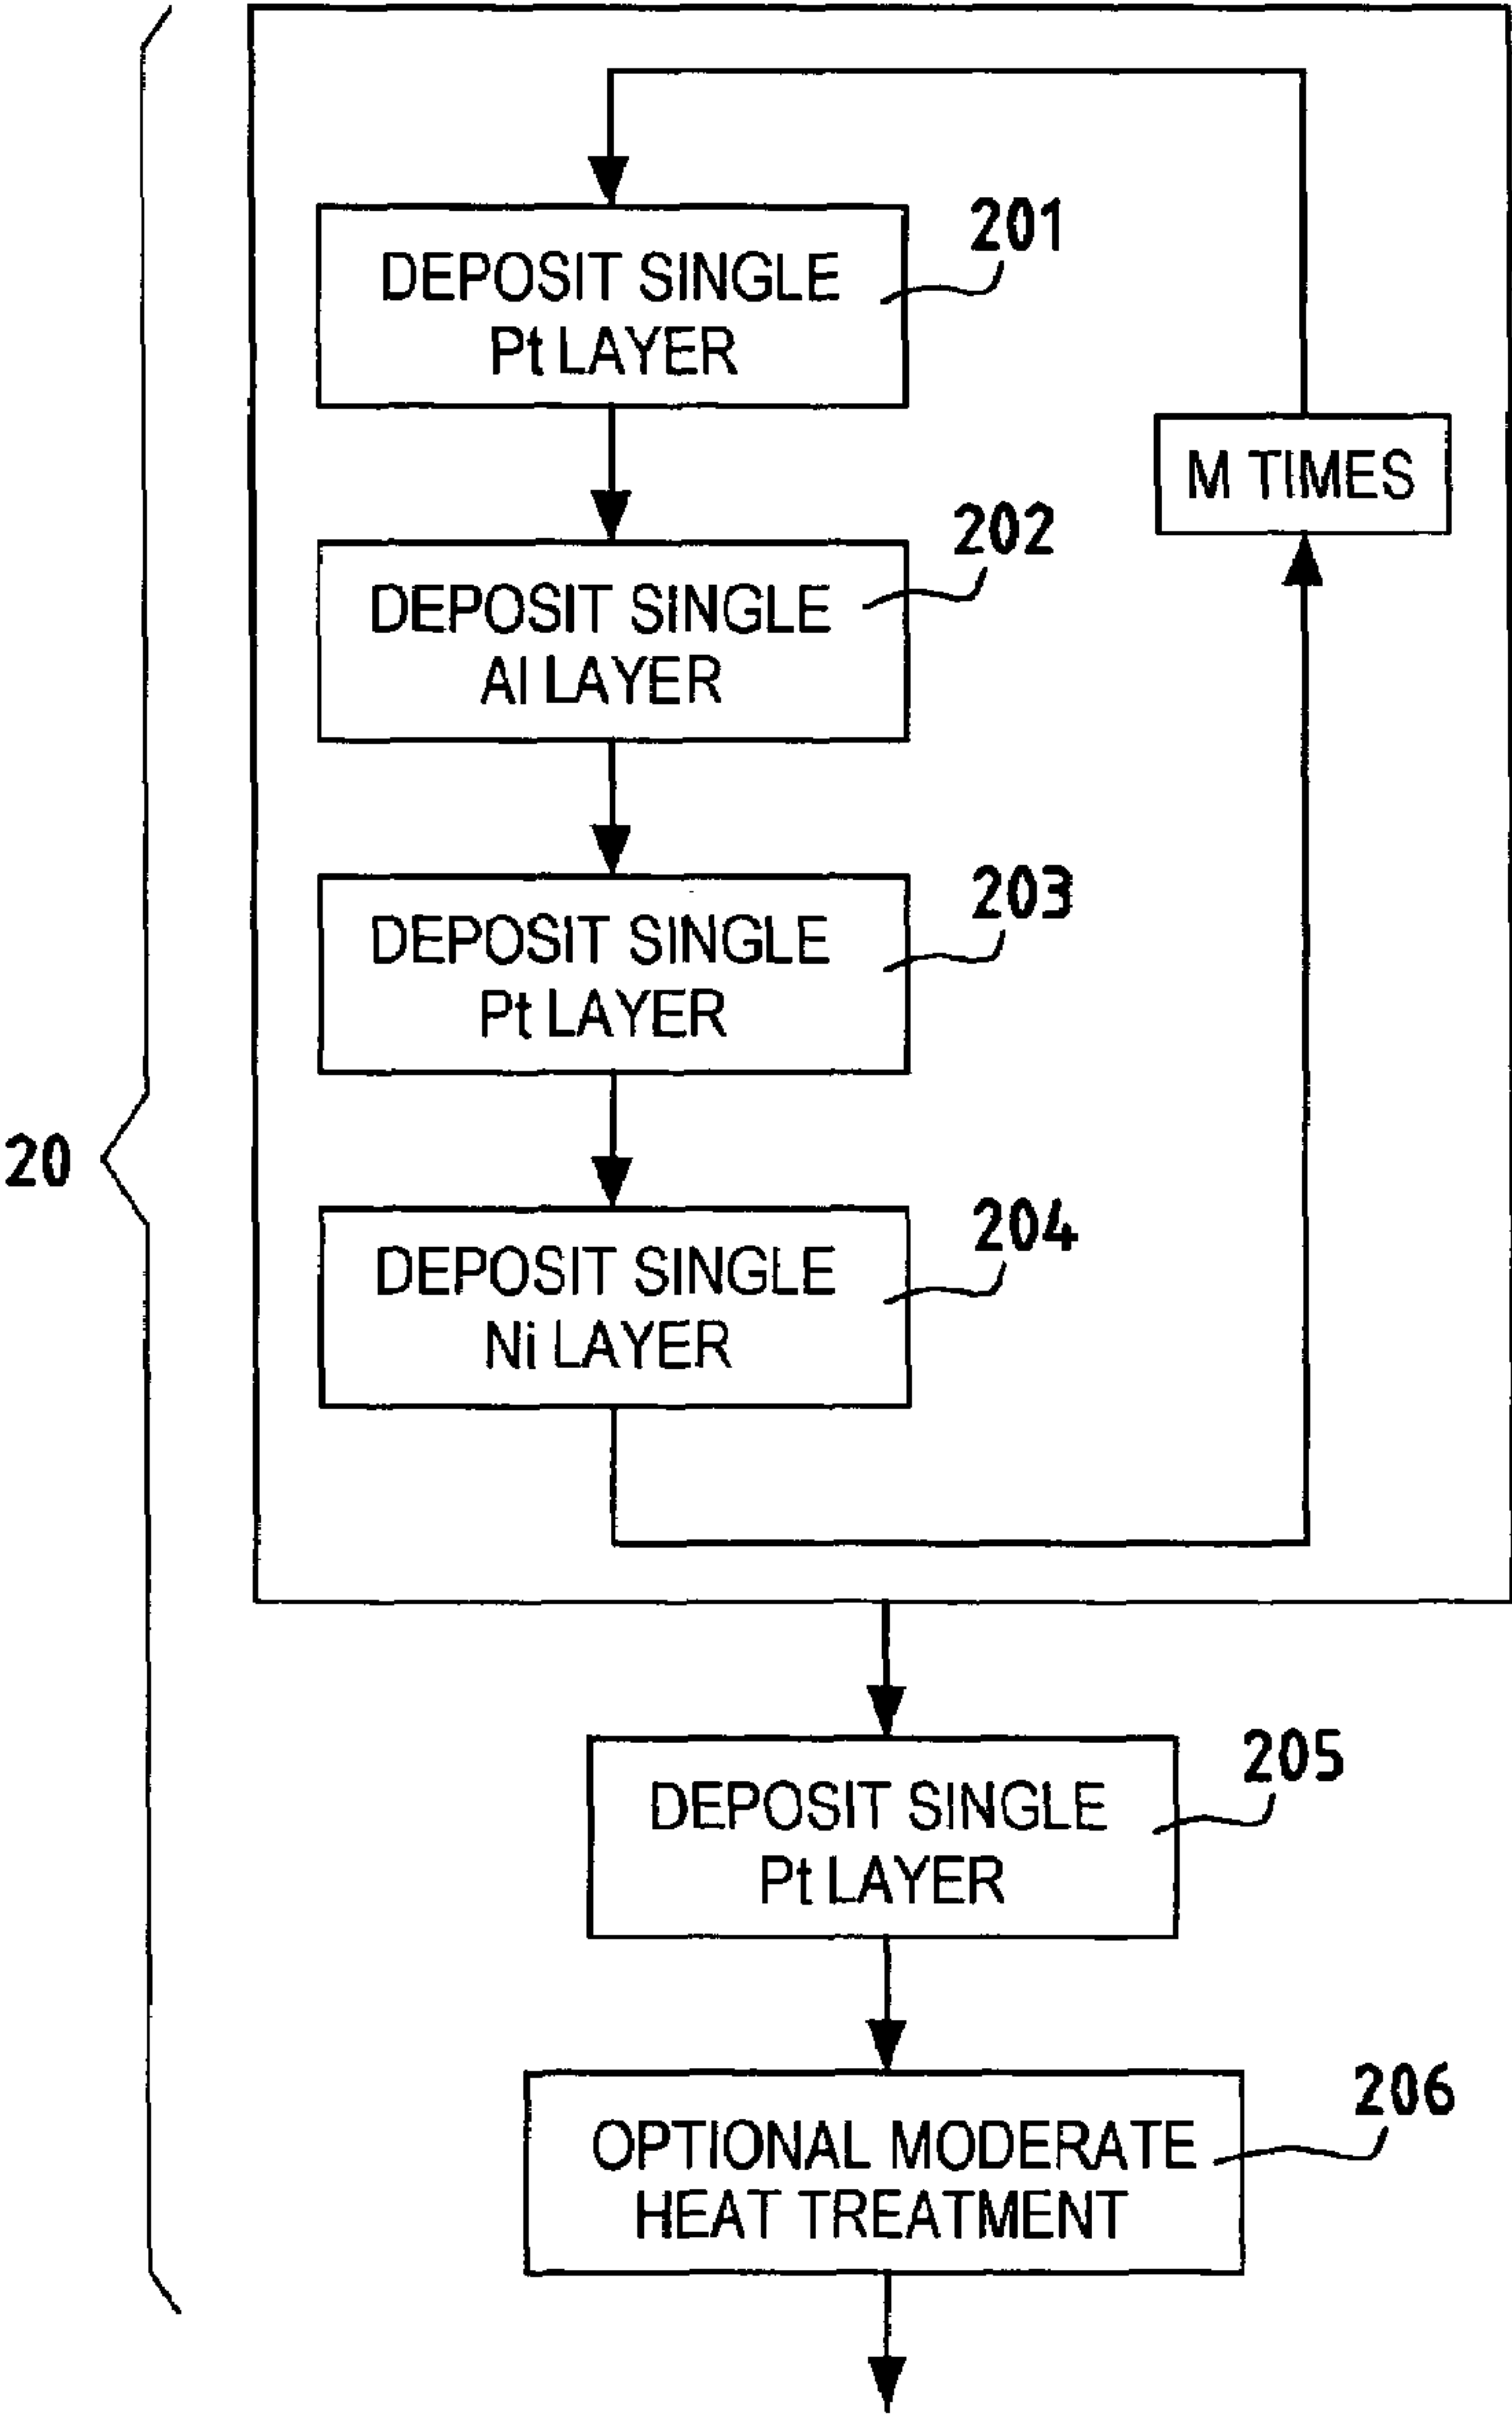 201
DEPOSIT SINGLE
Pt LAYER
M TIMES
202
DEPOSIT SINGLE
Al LAYER
203
DEPOSIT SINGLE
Pt LAYER
20
204
DEPOSIT SINGLE
Ni LAYER
205
DEPOSIT SINGLE
Pt LAYER
206
OPTIONAL MODERATE
HEAT TREATMENT